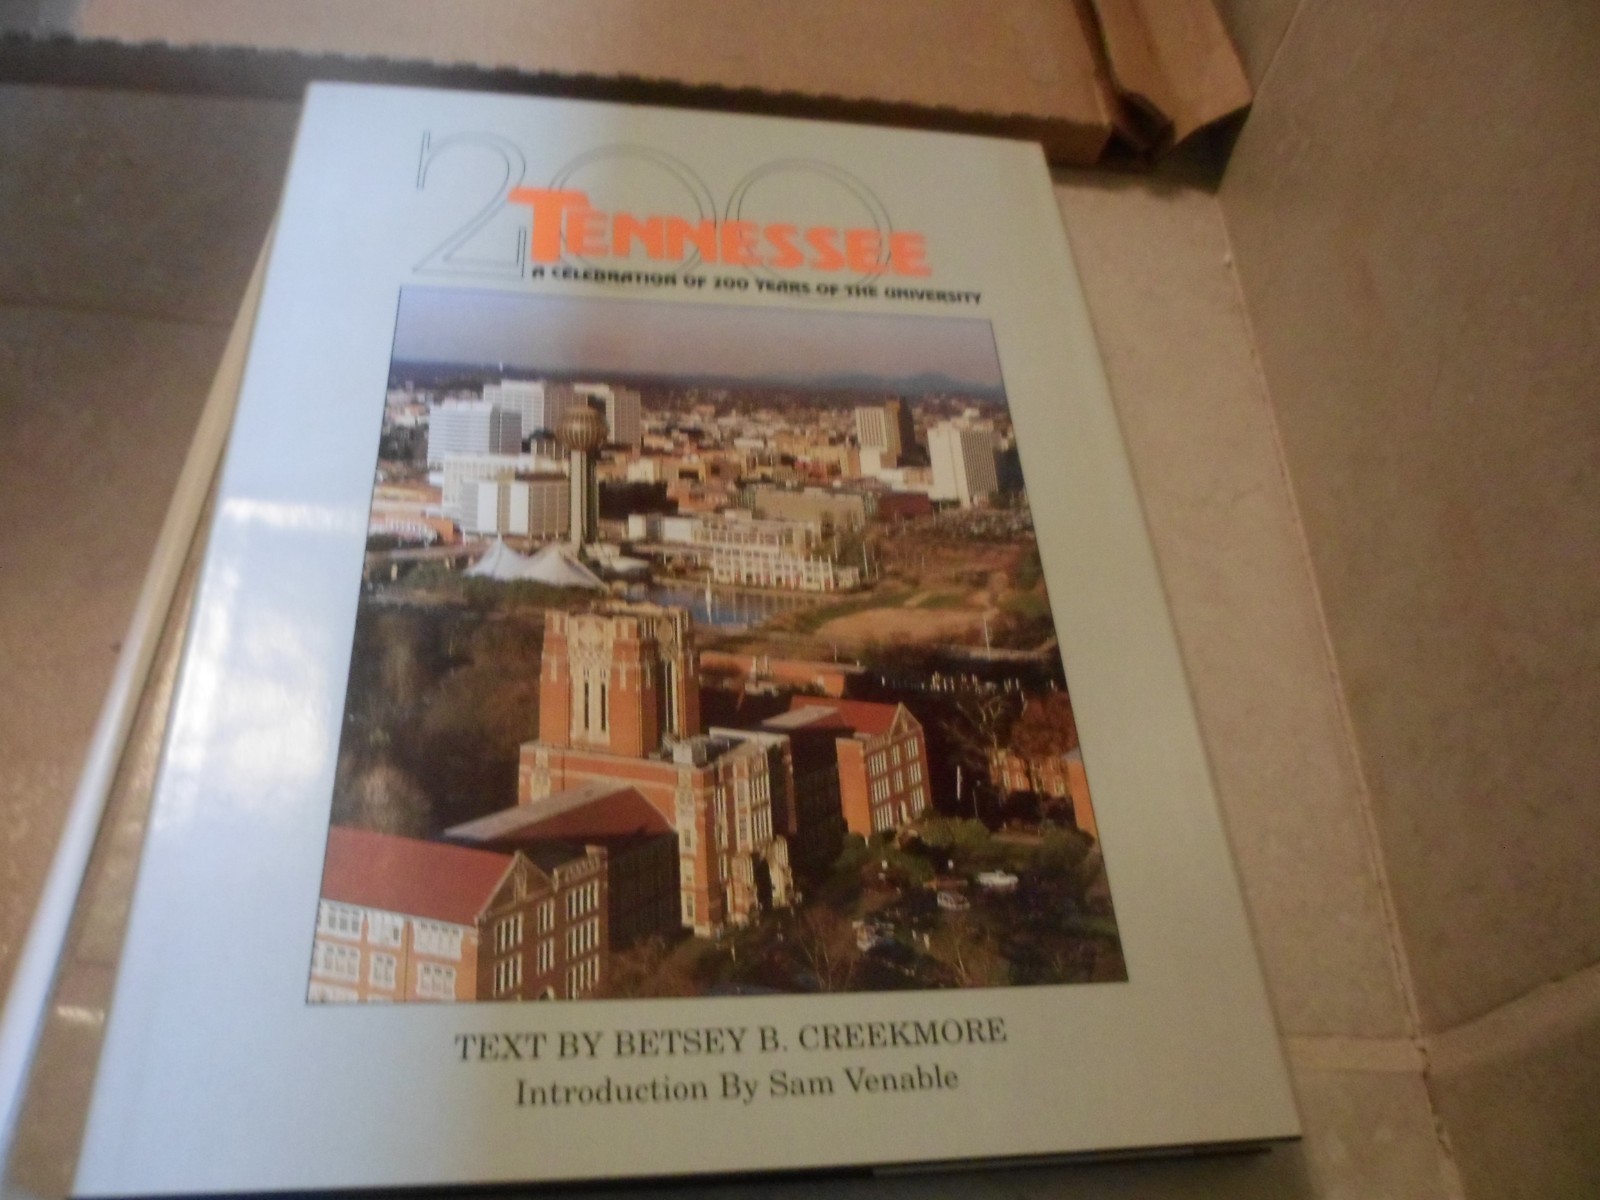 200
TENNESSEE
A CELEBRATION OF 200 YEARS OF THE UNIVERSITY
TEXT BY BETSEY B. CREEKMORE
Introduction By Sam Venable